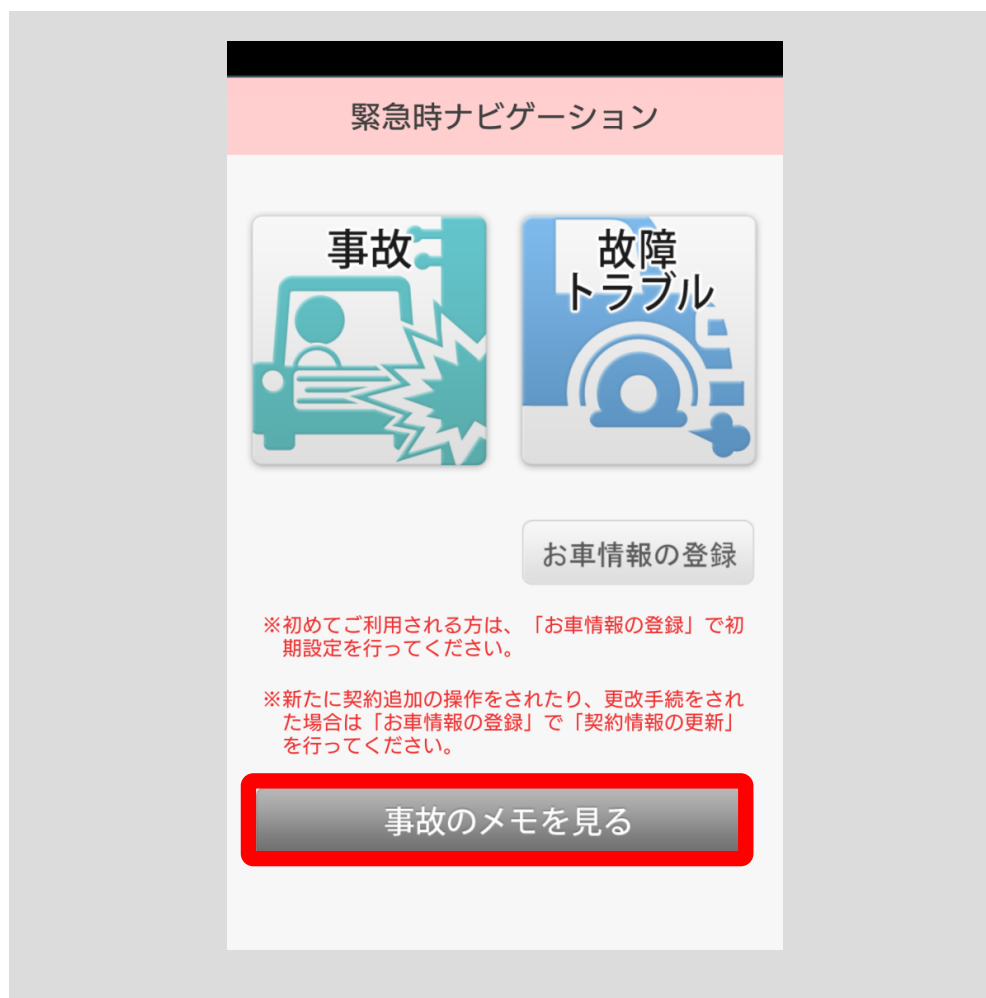 緊急時ナビゲーション
事故
故障
トラブル
お車情報の登録
※初めてご利用される方は、「お車情報の登録」で初
期設定を行ってください。
※新たに契約追加の操作をされたり、更改手続をされ
た場合は「お車情報の登録」で「契約情報の更新」
を行ってください。
事故のメモを見る